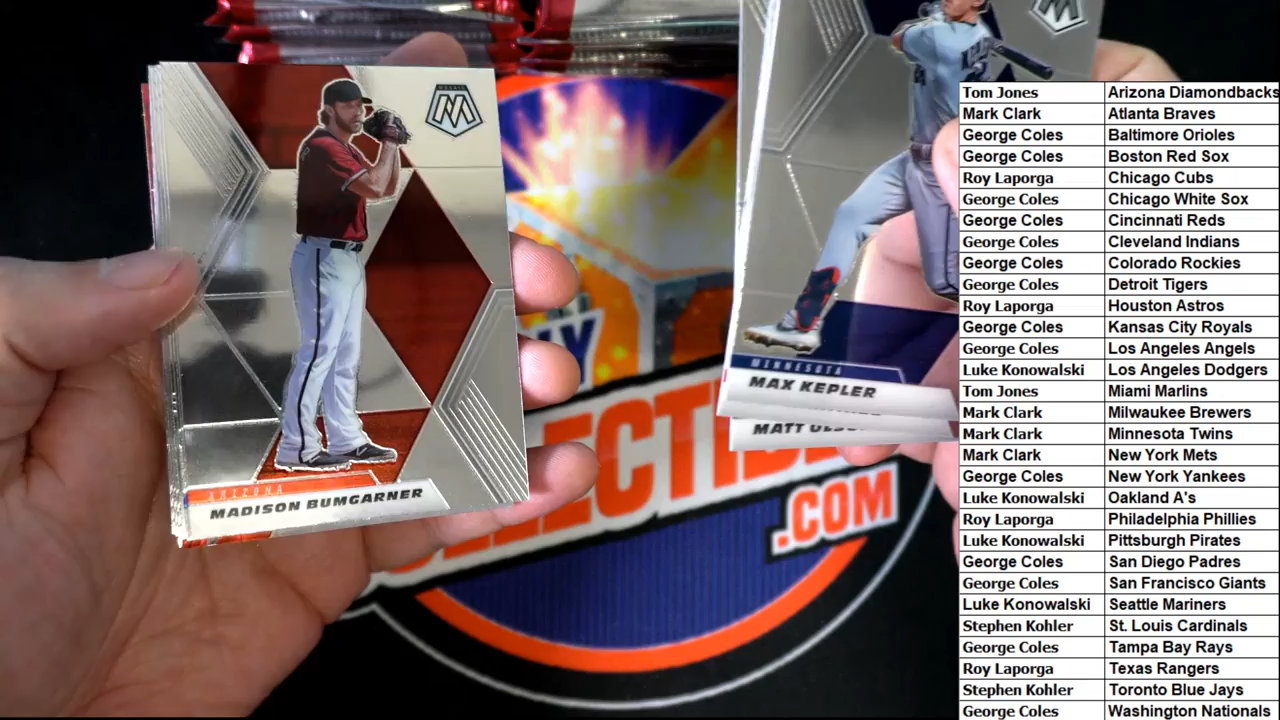 MOSAIC
M
ARIZONA
MADISON BUMGARNER
MINNESOTA
MAX KEPLER
MATT
.COM
Tom Jones Arizona Diamondbacks
Mark Clark Atlanta Braves
George Coles Baltimore Orioles
George Coles Boston Red Sox
Roy Laporga Chicago Cubs
George Coles Chicago White Sox
George Coles Cincinnati Reds
George Coles Cleveland Indians
George Coles Colorado Rockies
George Coles Detroit Tigers
Roy Laporga Houston Astros
George Coles Kansas City Royals
George Coles Los Angeles Angels
Luke Konowalski Los Angeles Dodgers
Tom Jones Miami Marlins
Mark Clark Milwaukee Brewers
Mark Clark Minnesota Twins
Mark Clark New York Mets
George Coles New York Yankees
Luke Konowalski Oakland A's
Roy Laporga Philadelphia Phillies
Luke Konowalski Pittsburgh Pirates
George Coles San Diego Padres
George Coles San Francisco Giants
Luke Konowalski Seattle Mariners
Stephen Kohler St. Louis Cardinals
George Coles Tampa Bay Rays
Roy Laporga Texas Rangers
Stephen Kohler Toronto Blue Jays
George Coles Washington Nationals